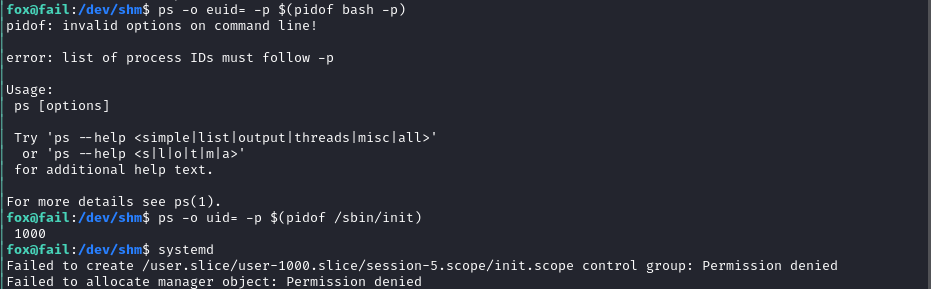 fox@fail:/dev/shm$ ps -o euid= -p $(pidof bash -p)
pidof: invalid options on command line!
error: list of process IDs must follow -p
Usage:
ps [options]
Try 'ps --help <simple|list|output|threads|misc|all>'
or 'ps --help <s|l|o|t|m|a>'
for additional help text.
For more details see ps(1).
fox@fail:/dev/shm$ ps -o uid= -p $(pidof /sbin/init)
1000
fox@fail:/dev/shm$ systemd
Failed to create /user.slice/user-1000.slice/session-5.scope/init.scope control group: Permission denied
Failed to allocate manager object: Permission denied